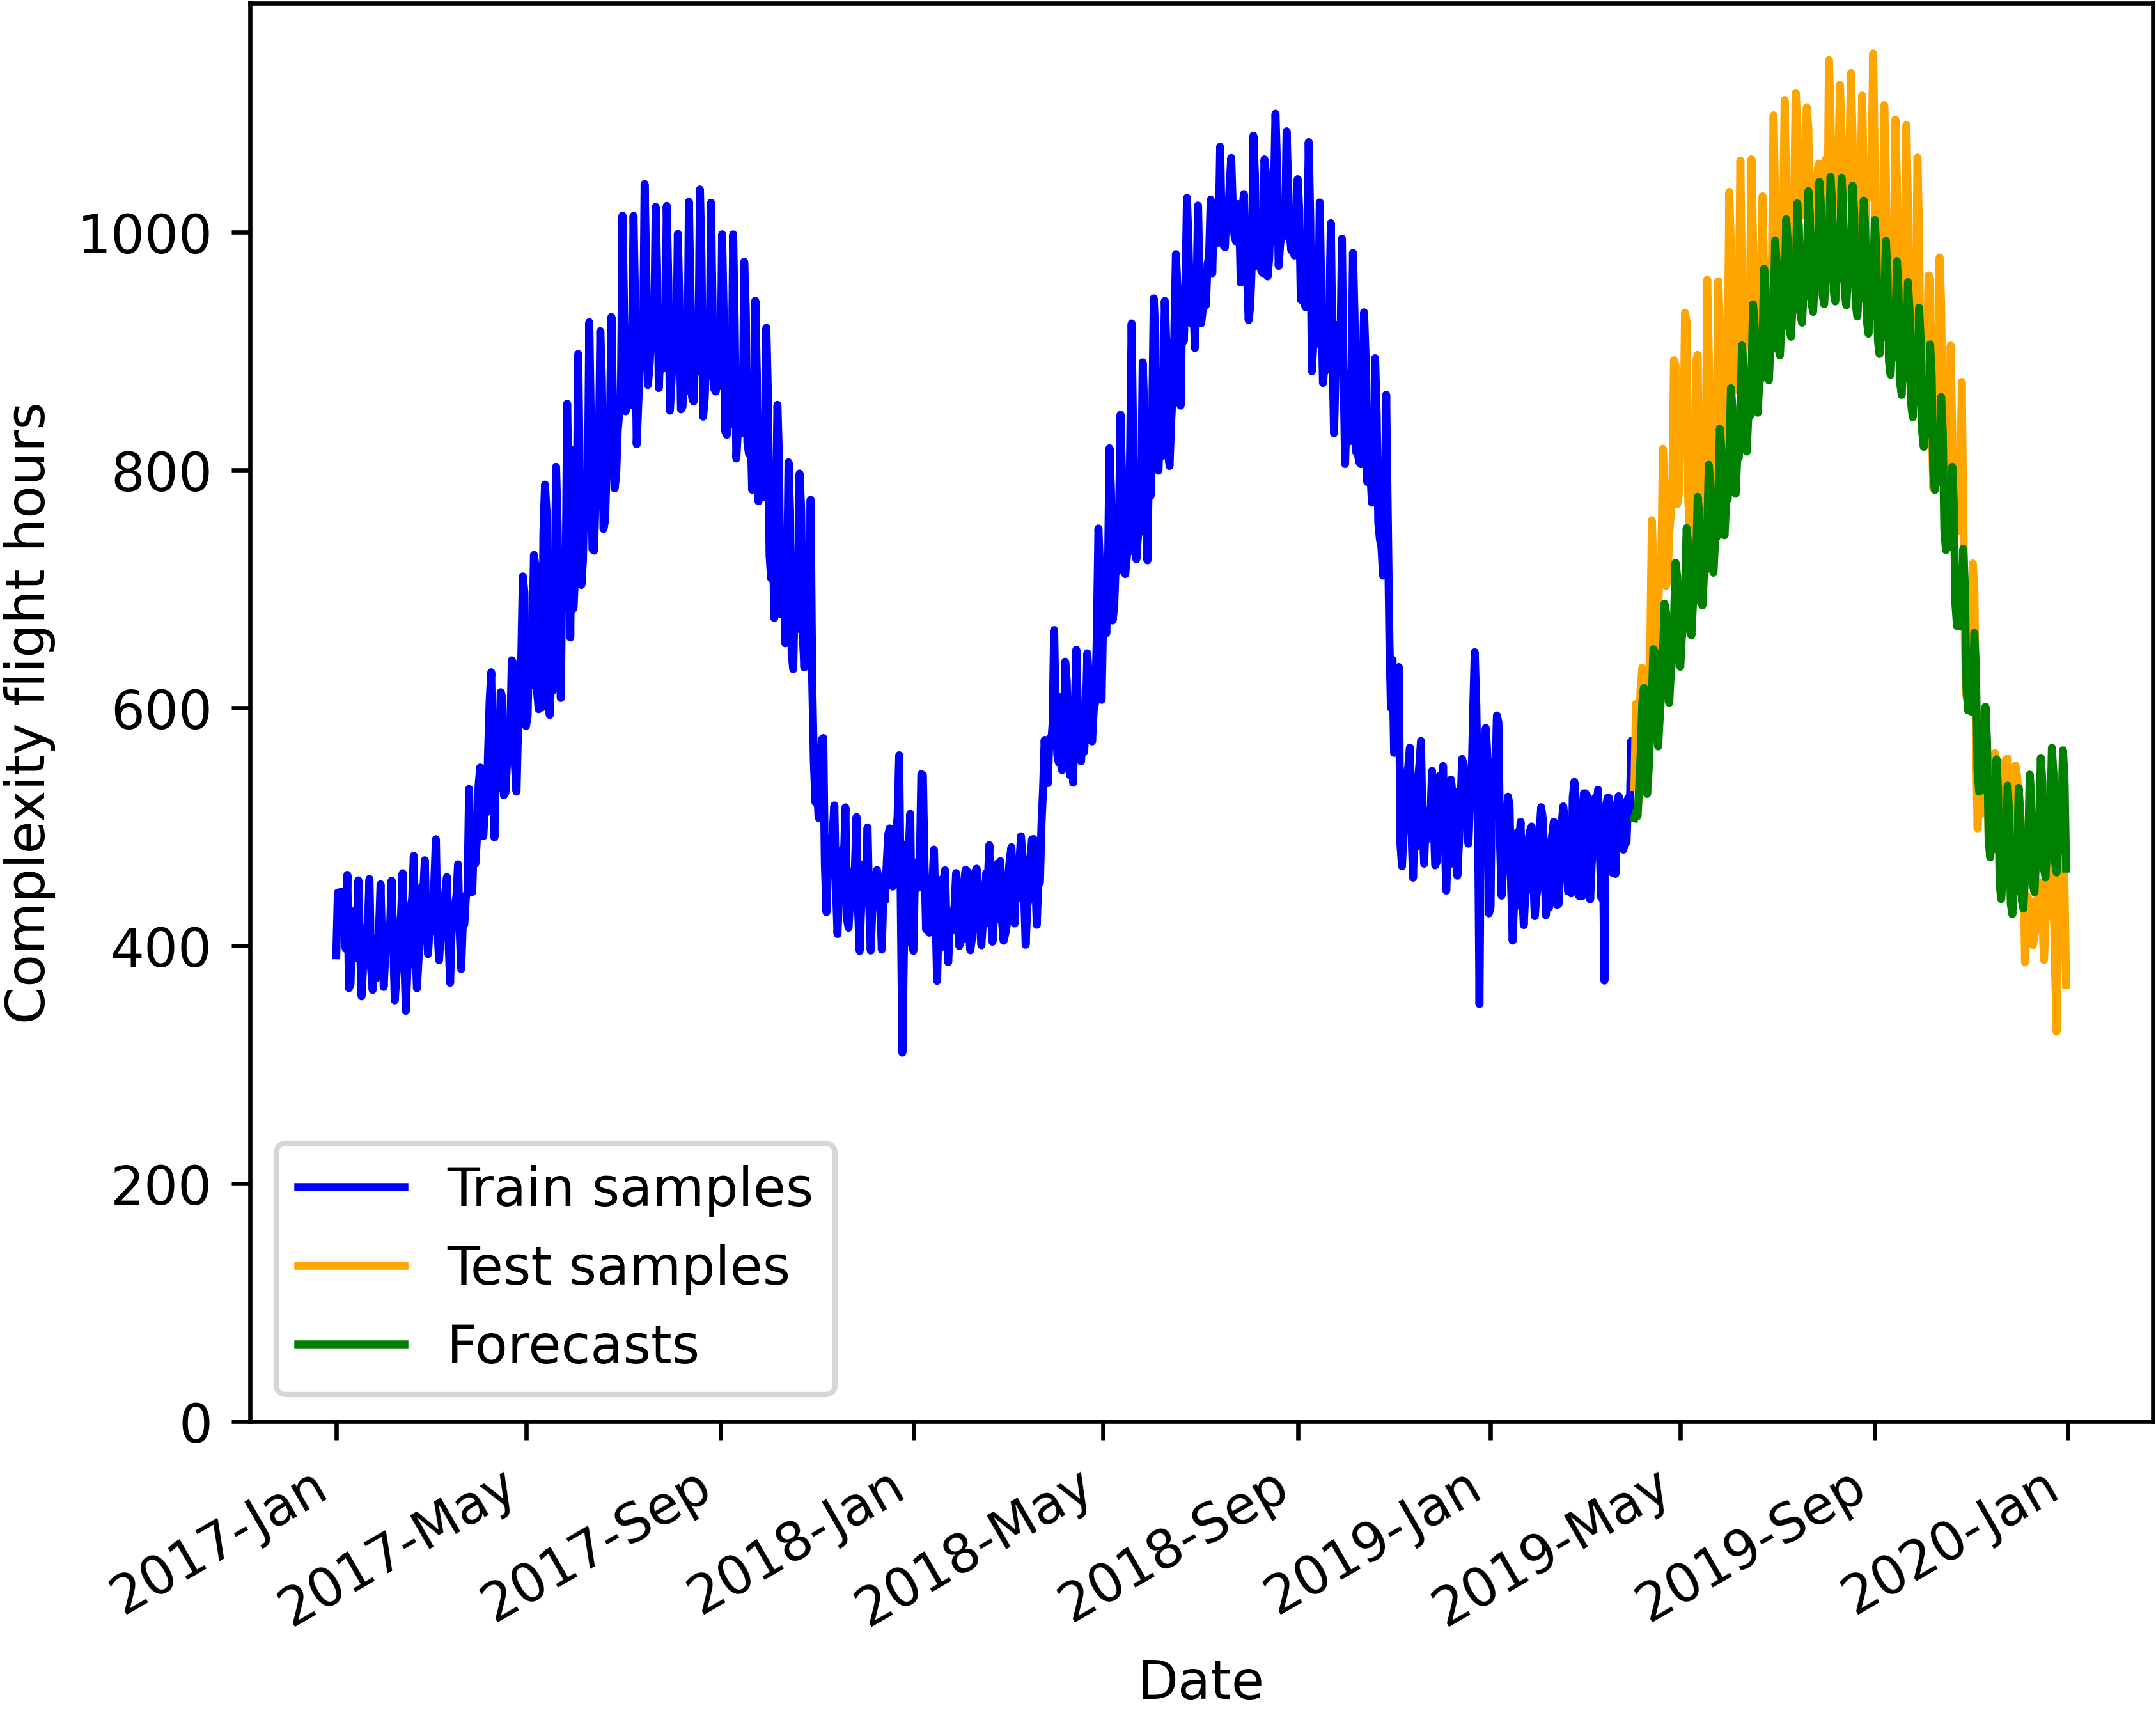 Complexity flight hours
1000
800
600
400
200
0
Train samples
Test samples
Forecasts
2017-Jan
2017-May
2017-Sep
2018-Jan
2018-May
2018-Sep
2019-Jan
2019-May
2019-Sep
2020-Jan
Date